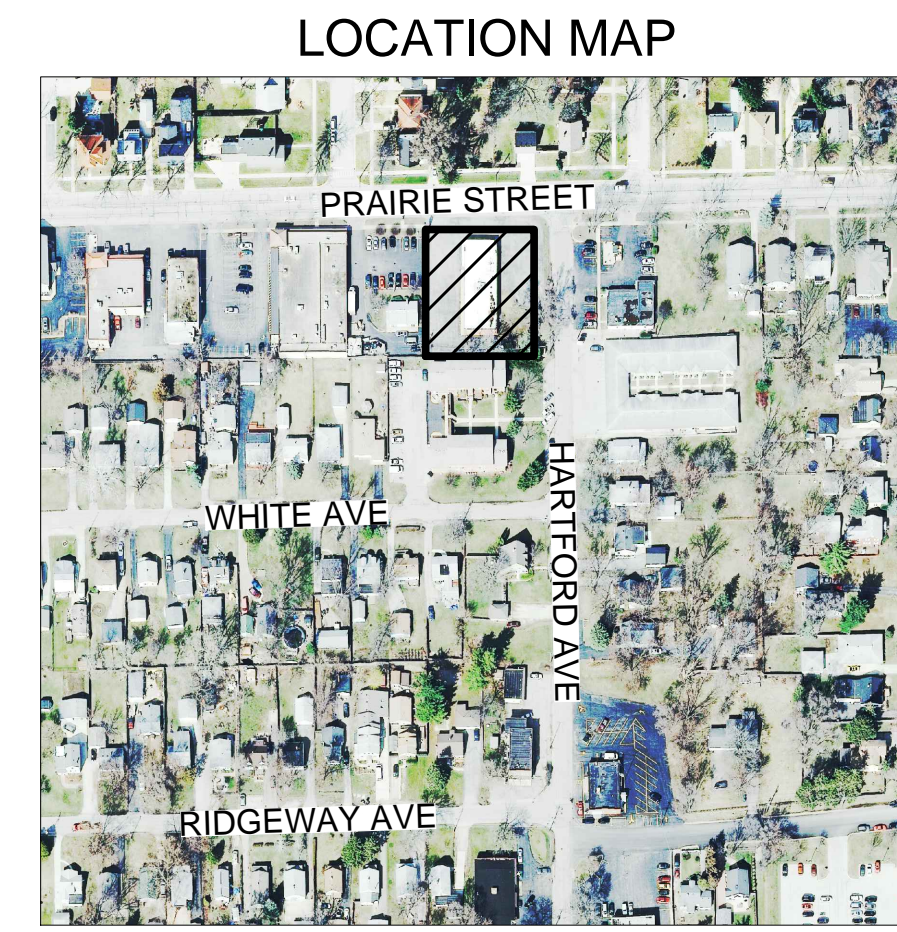 LOCATION MAP
PRAIRIE STREET
WHITE AVE
HARTFORD AVE
RIDGEWAY AVE